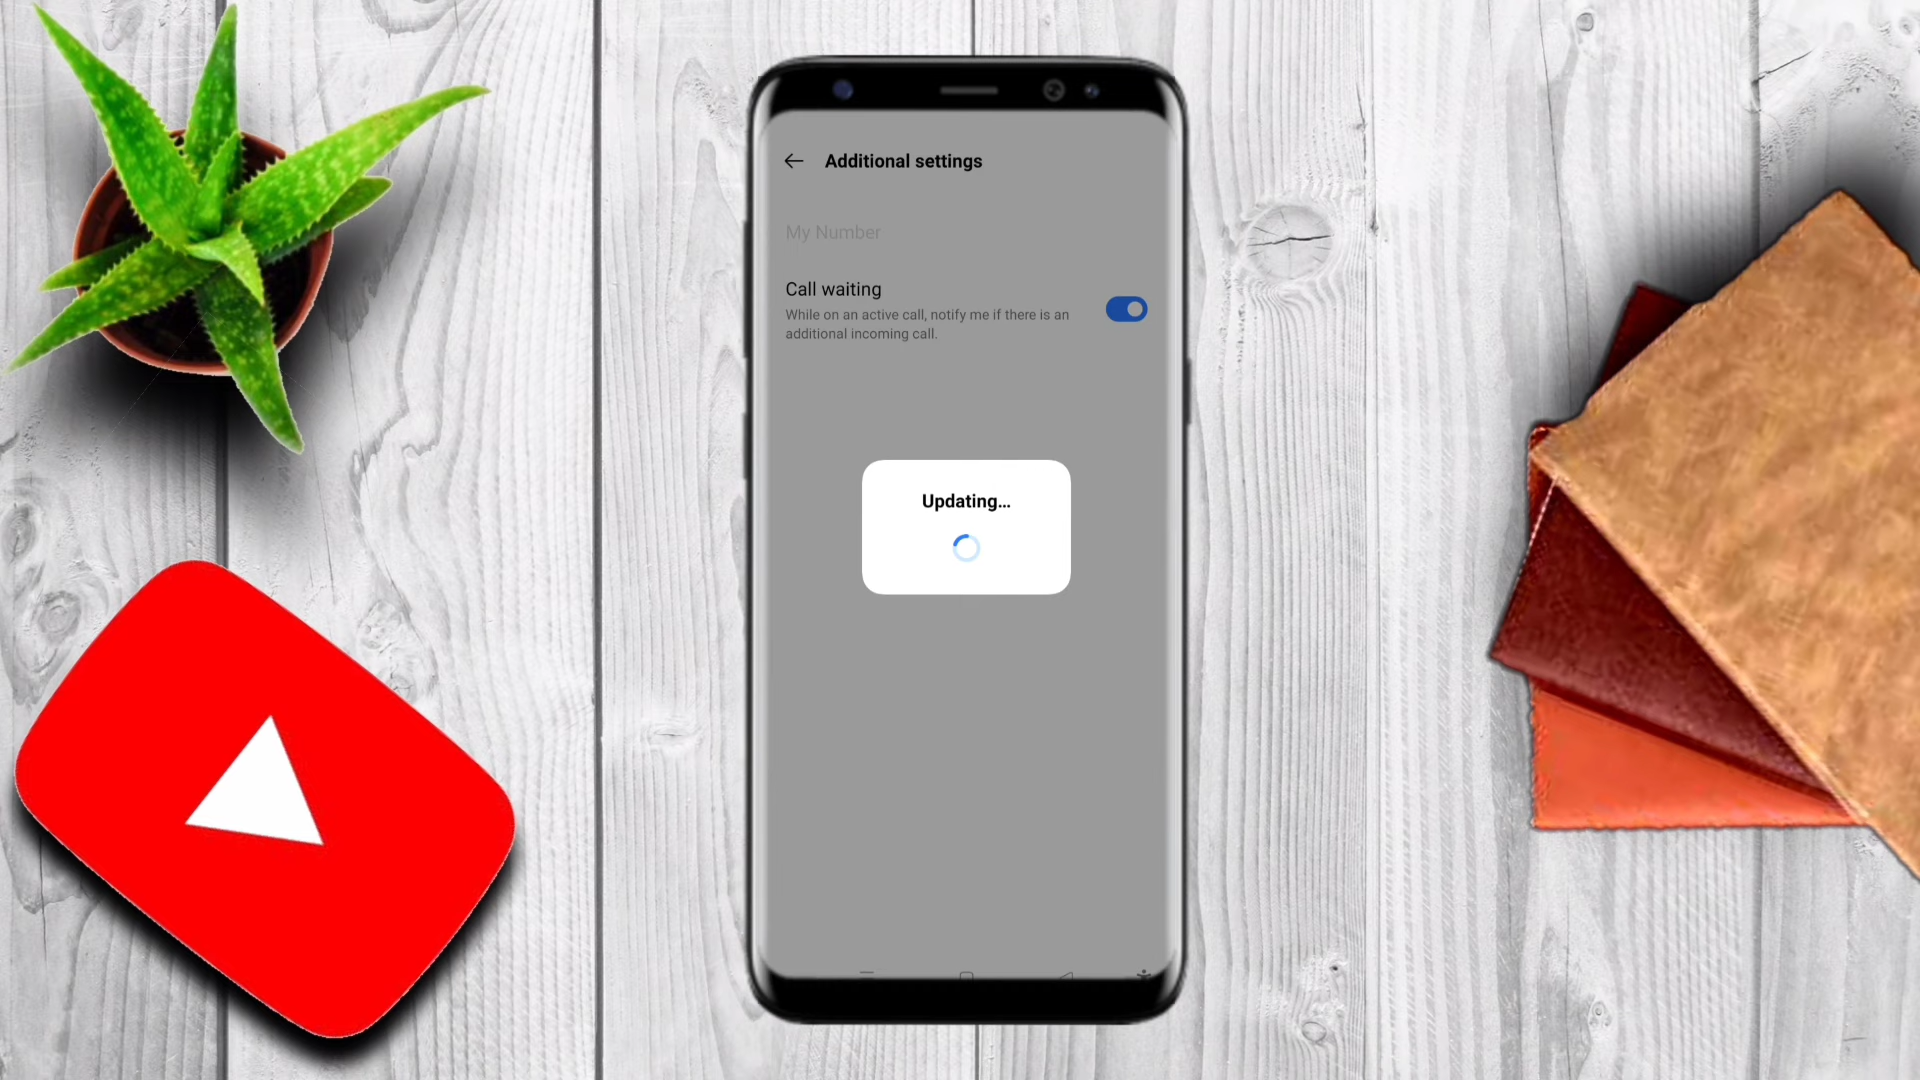 Additional settings
My Number
Call waiting
While on an active call, notify me if there is an
additional incoming call.
Updating...